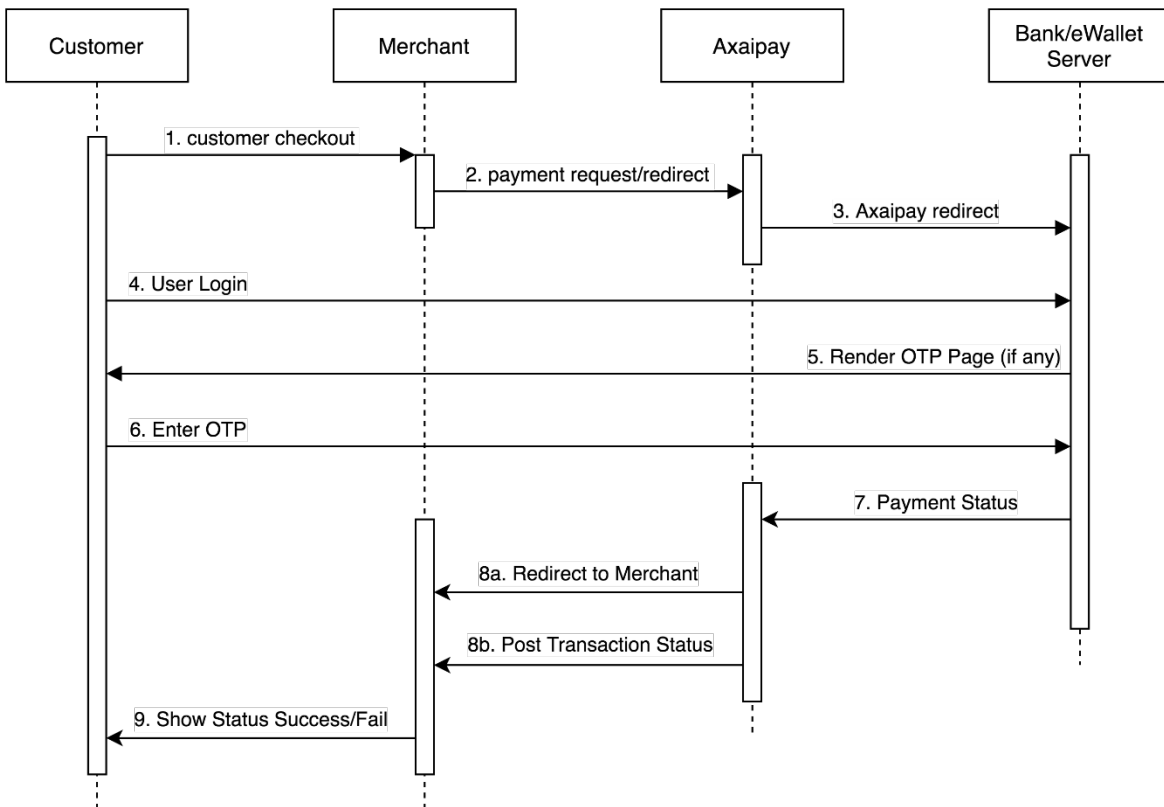 Customer
Merchant
Axaipay
Bank/eWallet
Server
1. customer checkout
2. payment request/redirect
3. Axaipay redirect
4. User Login
5. Render OTP Page (if any)
6. Enter OTP
7. Payment Status
8a. Redirect to Merchant
8b. Post Transaction Status
9. Show Status Success/Fail